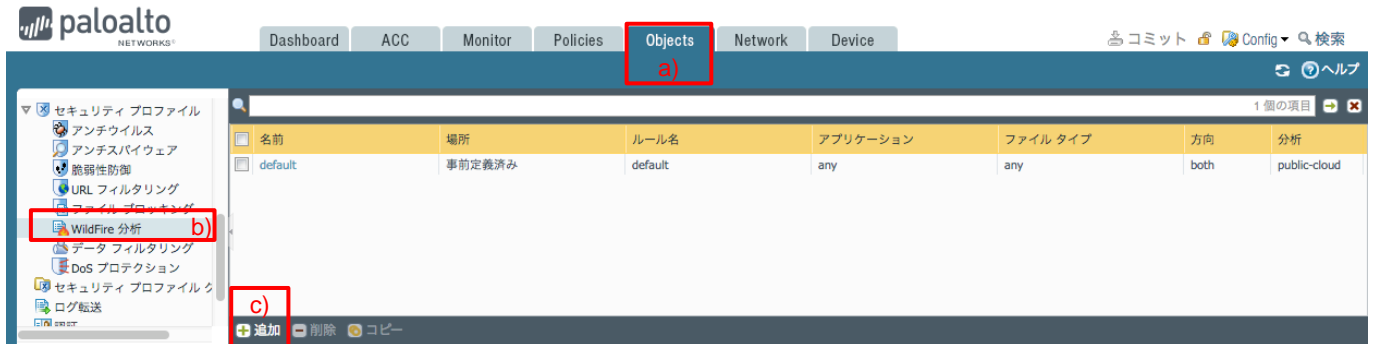 paloalto
NETWORKS®
Dashboard ACC Monitor Policies Objects Network Device
コミット Config 検索
a)
ヘルプ
セキュリティ プロファイル
アンチウイルス
アンチスパイウェア
脆弱性防御
URL フィルタリング
ファイル ブロッキング
WildFire 分析 b)
データ フィルタリング
DoS プロテクション
セキュリティ プロファイル グ
ログ転送
認証
1 個の項目
名前 場所 ルール名 アプリケーション ファイル タイプ 方向 分析
default 事前定義済み default any any both public-cloud
c)
追加 削除 コピー